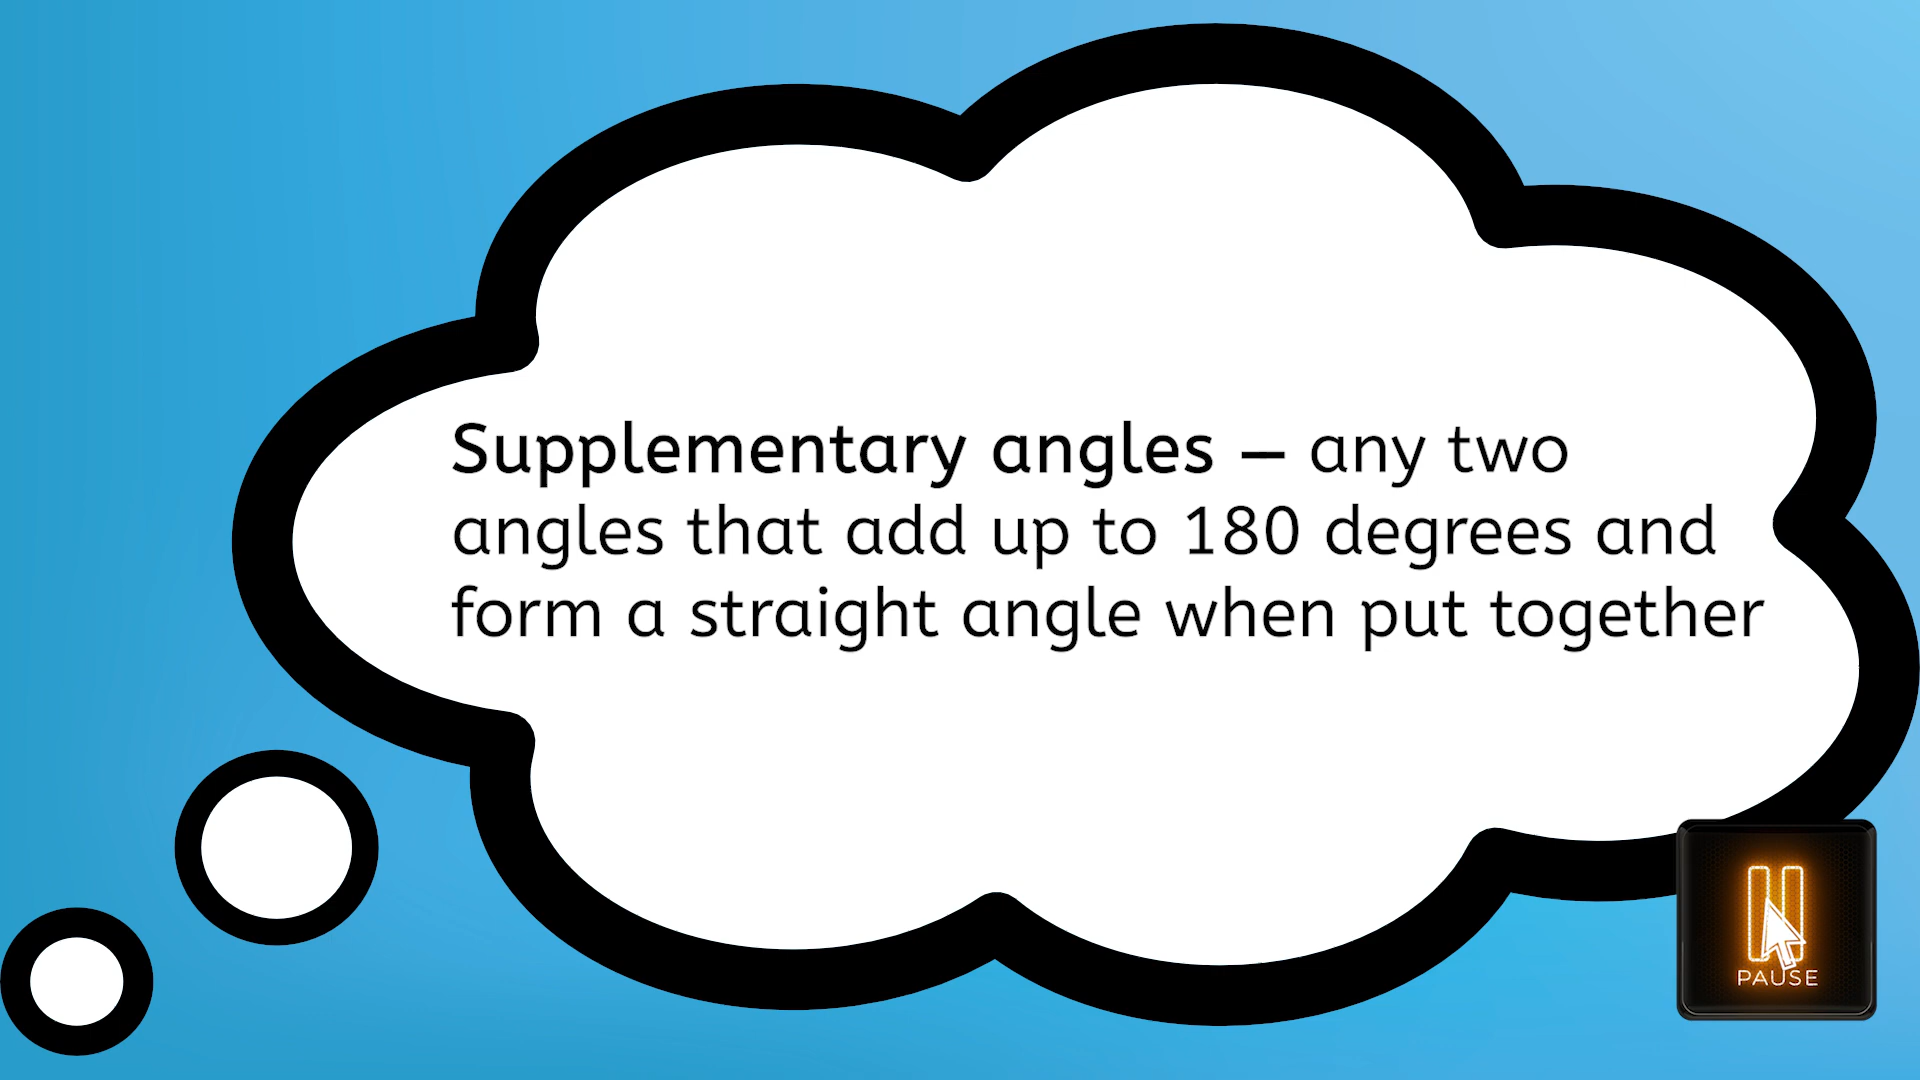 Supplementary angles – any two
angles that add up to 180 degrees and
form a straight angle when put together
PAUSE